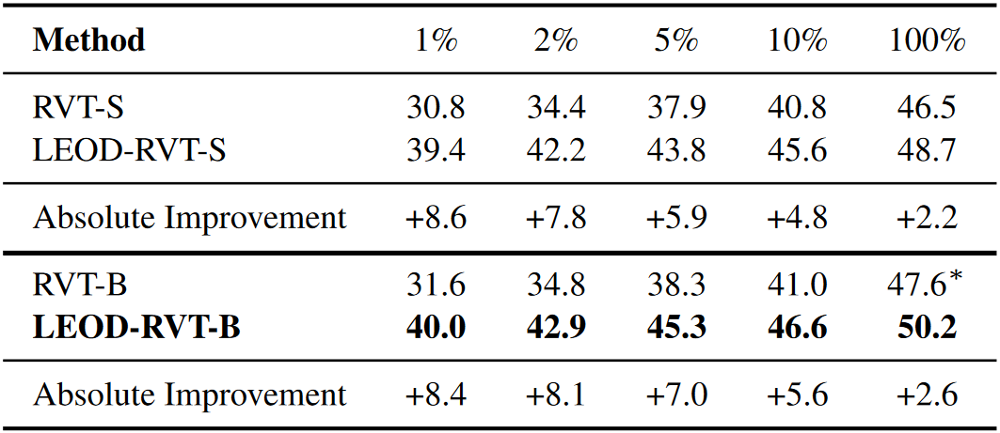 Method 1% 2% 5% 10% 100%
RVT-S 30.8 34.4 37.9 40.8 46.5
LEOD-RVT-S 39.4 42.2 43.8 45.6 48.7
Absolute Improvement +8.6 +7.8 +5.9 +4.8 +2.2
RVT-B 31.6 34.8 38.3 41.0 47.6*
LEOD-RVT-B 40.0 42.9 45.3 46.6 50.2
Absolute Improvement +8.4 +8.1 +7.0 +5.6 +2.6